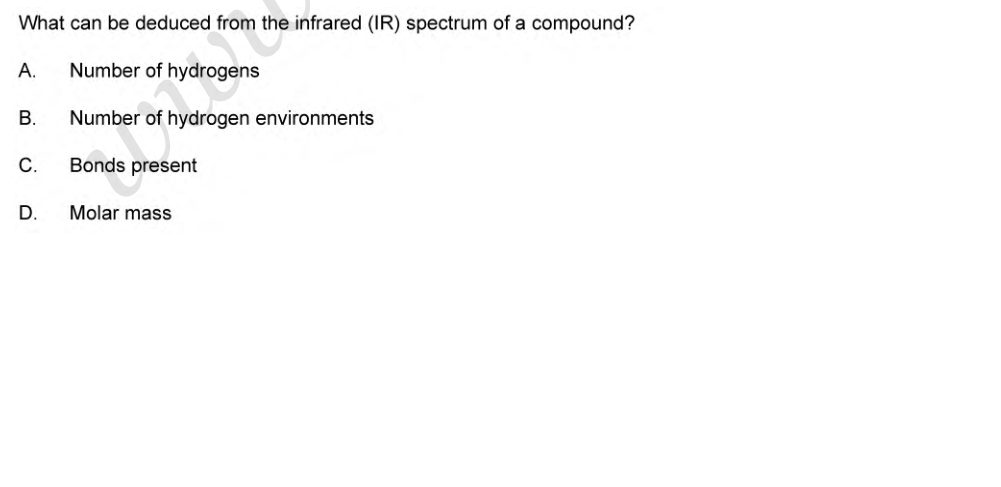 What can be deduced from the infrared (IR) spectrum of a compound?
A. Number of hydrogens
B. Number of hydrogen environments
C. Bonds present
D. Molar mass